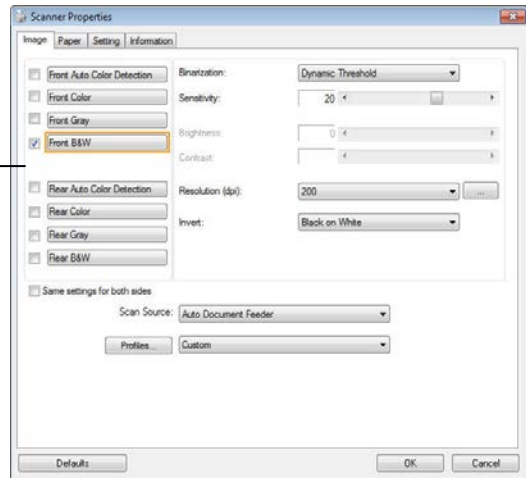 Scanner Properties
Image Paper Setting Information
Front Auto Color Detection
Front Color
Front Gray
Front B&W
Rear Auto Color Detection
Rear Color
Rear Gray
Rear B&W
Binarization: Dynamic Threshold
Sensitivity: 20
Brightness: 0
Contrast:
Resolution (dpi): 200 ...
Invert: Black on White
Same settings for both sides
Scan Source: Auto Document Feeder
Profiles... Custom
Defaults OK Cancel